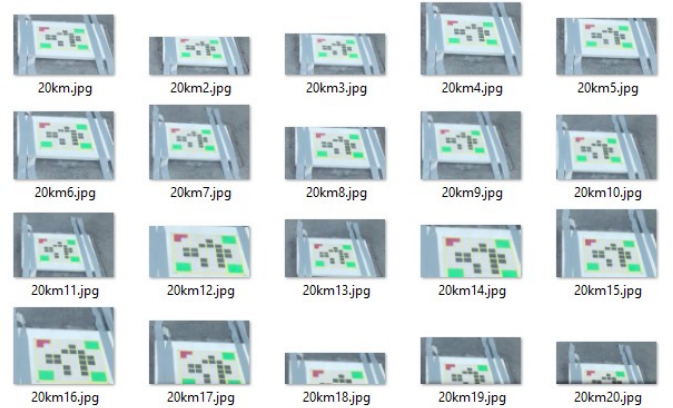 20km.jpg 20km2.jpg 20km3.jpg 20km4.jpg 20km5.jpg
20km6.jpg 20km7.jpg 20km8.jpg 20km9.jpg 20km10.jpg
20km11.jpg 20km12.jpg 20km13.jpg 20km14.jpg 20km15.jpg
20km16.jpg 20km17.jpg 20km18.jpg 20km19.jpg 20km20.jpg